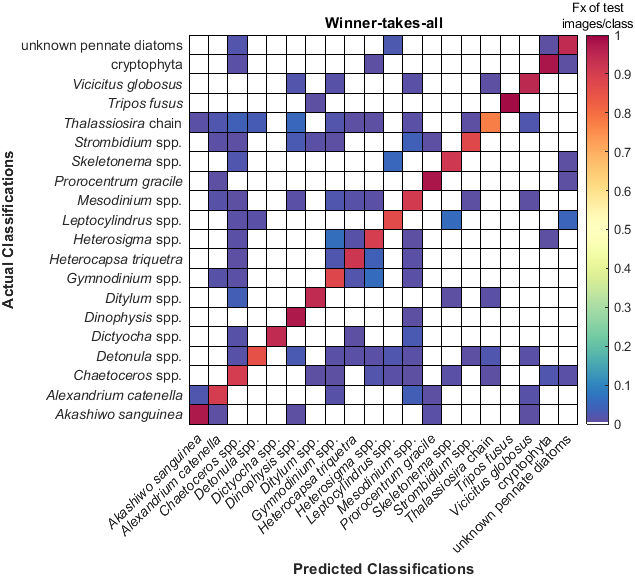 Winner-takes-all
Fx of test
images/class
unknown pennate diatoms
cryptophyta
Vicicitus globosus
Tripos fusus
Thalassiosira chain
Strombidium spp.
Skeletonema spp.
Prorocentrum gracile
Mesodinium spp.
Leptocylindrus spp.
Heterosigma spp.
Heterocapsa triquetra
Gymnodinium spp.
Ditylum spp.
Dinophysis spp.
Dictyocha spp.
Detonula spp.
Chaetoceros spp.
Alexandrium catenella
Akashiwo sanguinea
Actual Classifications
1
0.9
0.8
0.7
0.6
0.5
0.4
0.3
0.2
0.1
0
Akashiwo sanguinea
Alexandrium catenella
Chaetoceros spp.
Detonula spp.
Dictyocha spp.
Dinophysis spp.
Ditylum spp.
Gymnodinium spp.
Heterocapsa triquetra
Heterosigma spp.
Leptocylindrus spp.
Mesodinium spp.
Prorocentrum gracile
Skeletonema spp.
Strombidium spp.
Thalassiosira chain
Tripos fusus
Vicicitus globosus
cryptophyta
unknown pennate diatoms
Predicted Classifications